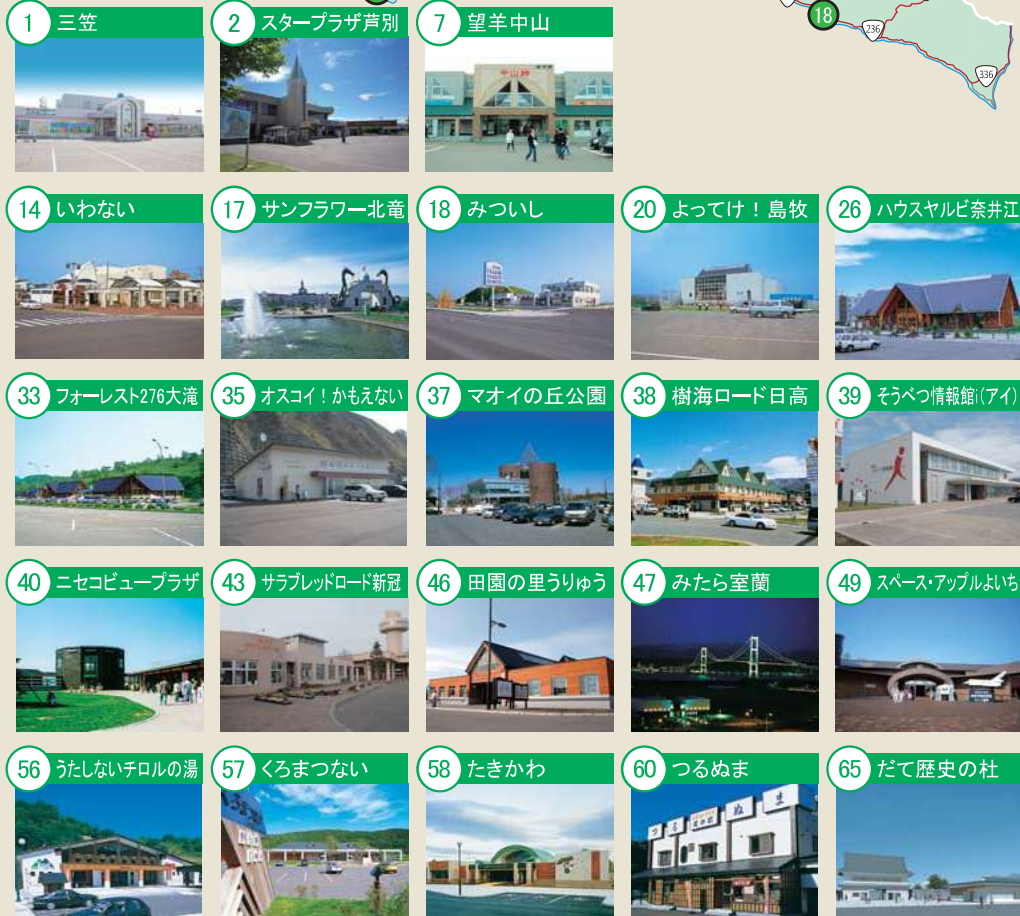 18
236
336
1 三笠
2 スタープラザ芦別
7 望羊中山
中山峠
14 いわない
17 サンフラワー北竜
18 みついし
20 よってけ！島牧
26 ハウスヤルビ奈井江
33 フォーレスト276大滝
35 オスコイ！かもえない
37 マオイの丘公園
38 樹海ロード日高
39 そうべつ情報館i(アイ)
40 ニセコビュープラザ
43 サラブレッドロード新冠
46 田園の里うりゅう
47 みたら室蘭
49 スペース・アップルよいち
56 うたしないチロルの湯
57 くろまつない
58 たきかわ
60 つるぬま
65 だて歴史の杜
つるぬま